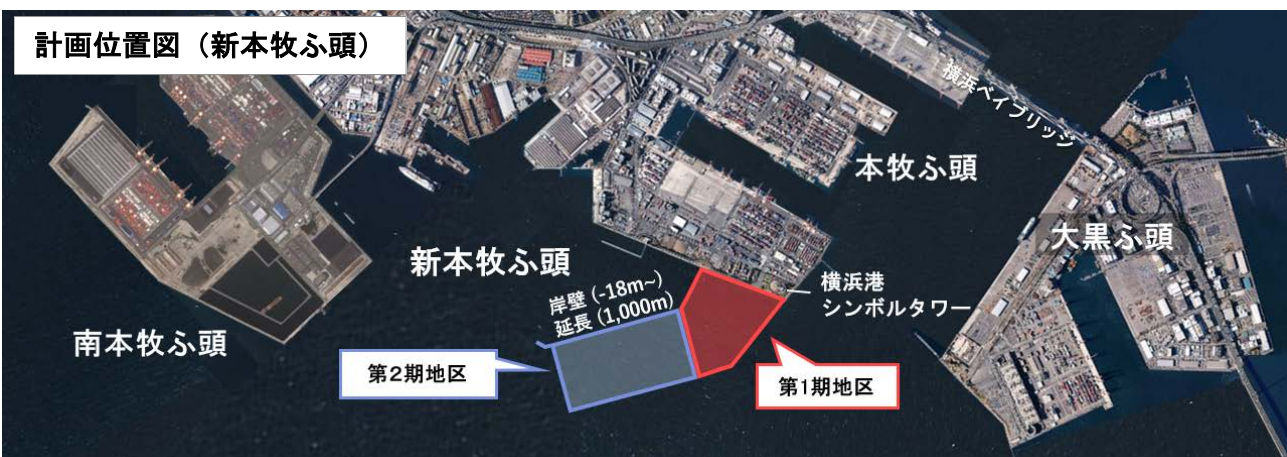 計画位置図（新本牧ふ頭）
横浜ベイブリッジ
本牧ふ頭
大黒ふ頭
新本牧ふ頭
岸壁 (-18m~)
延長 (1,000m)
横浜港
シンボルタワー
南本牧ふ頭
第2期地区
第1期地区